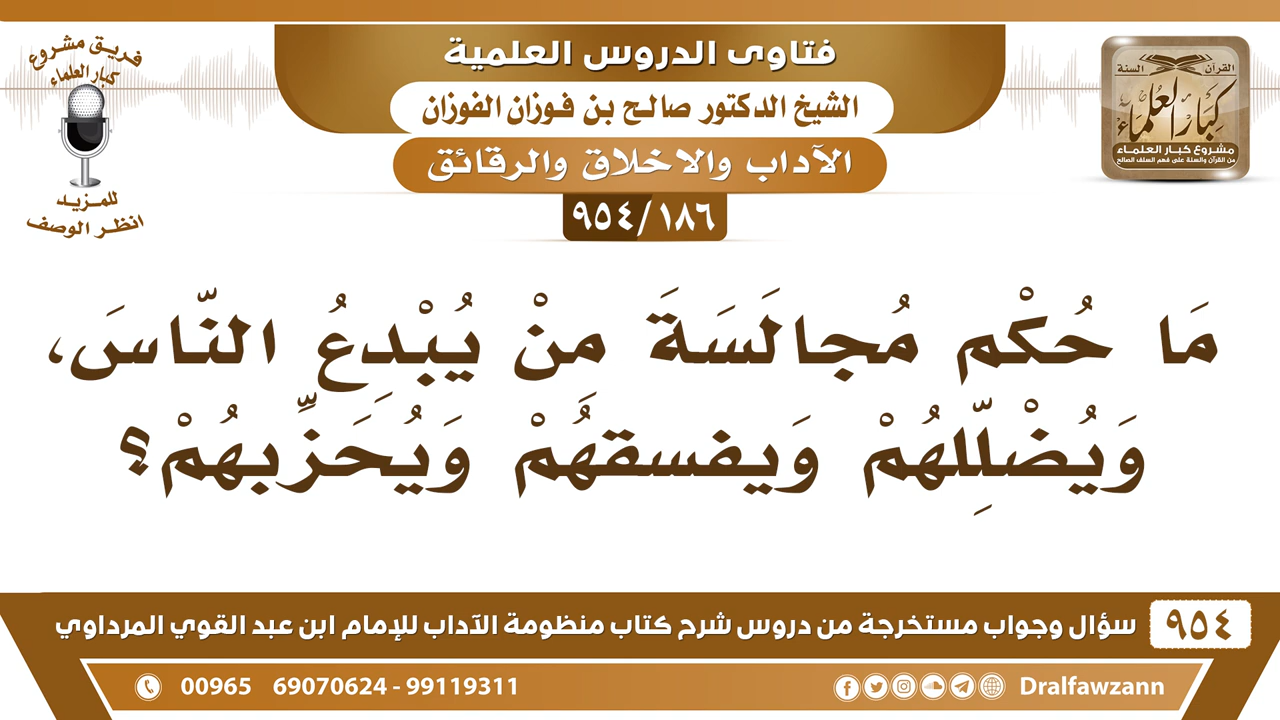 فتاوى الدروس العلمية
الشيخ الدكتور صالح بن فوزان الفوزان
الآداب والاخلاق والرقائق
٩٥٤/١٨٦
فريق مشروع
كبار العلماء
للمزيد
انظر الوصف
القرآن السنة
كبار العلماء
مشروع كبار العلماء
من القرآن والسنة على فهم السلف الصالح
مَا حُكْم مُجالَسَةَ مِنْ يُبْدِعُ النّاسَ،
وَيُضْلِّلهُمْ وَيفسقهُمْ وَيُحَزِّبهُمْ؟
٩٥٤ سؤال وجواب مستخرجة من دروس شرح كتاب منظومة الآداب للإمام ابن عبد القوي المرداوي
00965 69070624 - 99119311
Dralfawzann